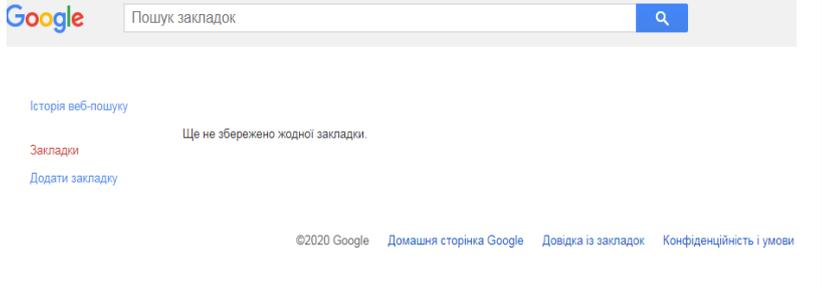 Google
Пошук закладок
Історія веб-пошуку
Ще не збережено жодної закладки.
Закладки
Додати закладку
©2020 Google Домашня сторінка Google Довідка із закладок Конфіденційність і умови